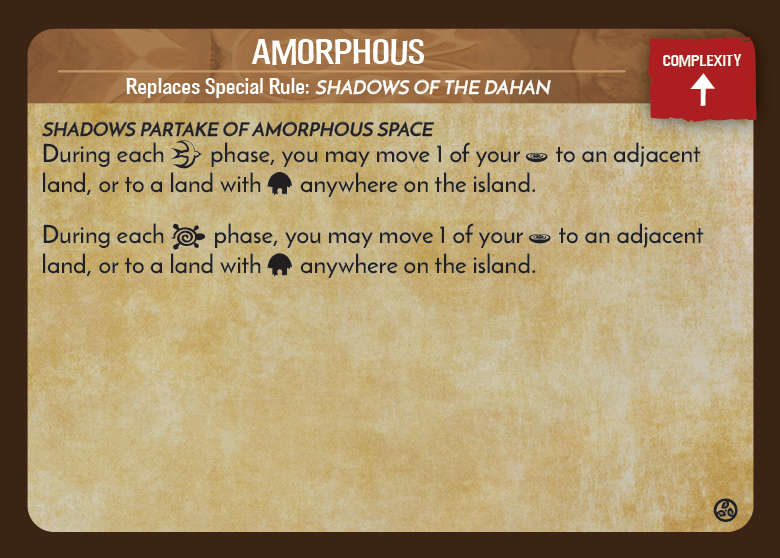 AMORPHOUS
Replaces Special Rule: SHADOWS OF THE DAHAN
COMPLEXITY
SHADOWS PARTAKE OF AMORPHOUS SPACE
During each phase, you may move 1 of your to an adjacent
land, or to a land with anywhere on the island.
During each phase, you may move 1 of your to an adjacent
land, or to a land with anywhere on the island.